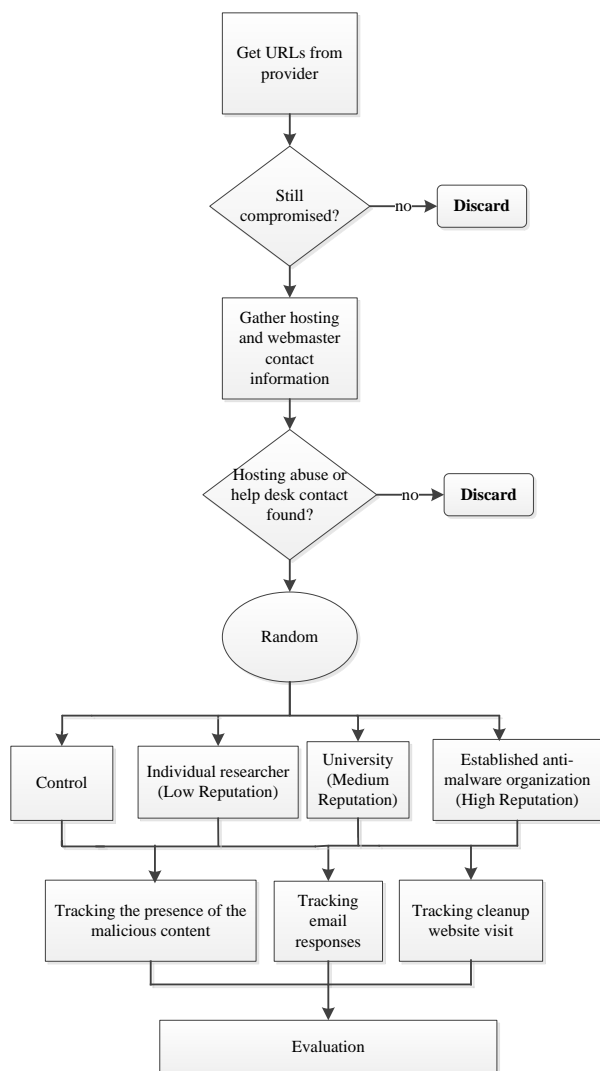 Get URLs from
provider
Still
compromised?
no
Discard
Gather hosting
and webmaster
contact
information
Hosting abuse or
help desk contact
found?
no
Discard
Random
Control
Individual researcher
(Low Reputation)
University
(Medium
Reputation)
Established anti-
malware organization
(High Reputation)
Tracking the presence of the
malicious content
Tracking
email
responses
Tracking cleanup
website visit
Evaluation